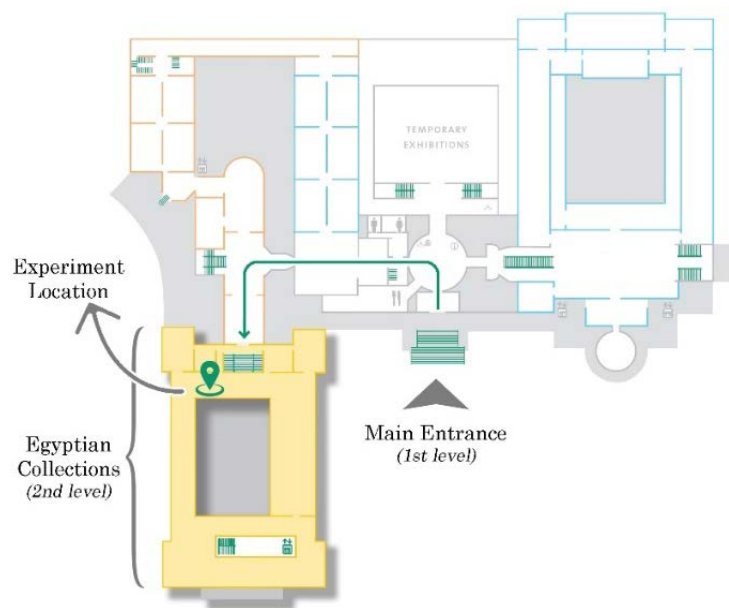 TEMPORARY
EXHIBITIONS
Experiment
Location
Egyptian
Collections
(2nd level)
Main Entrance
(1st level)